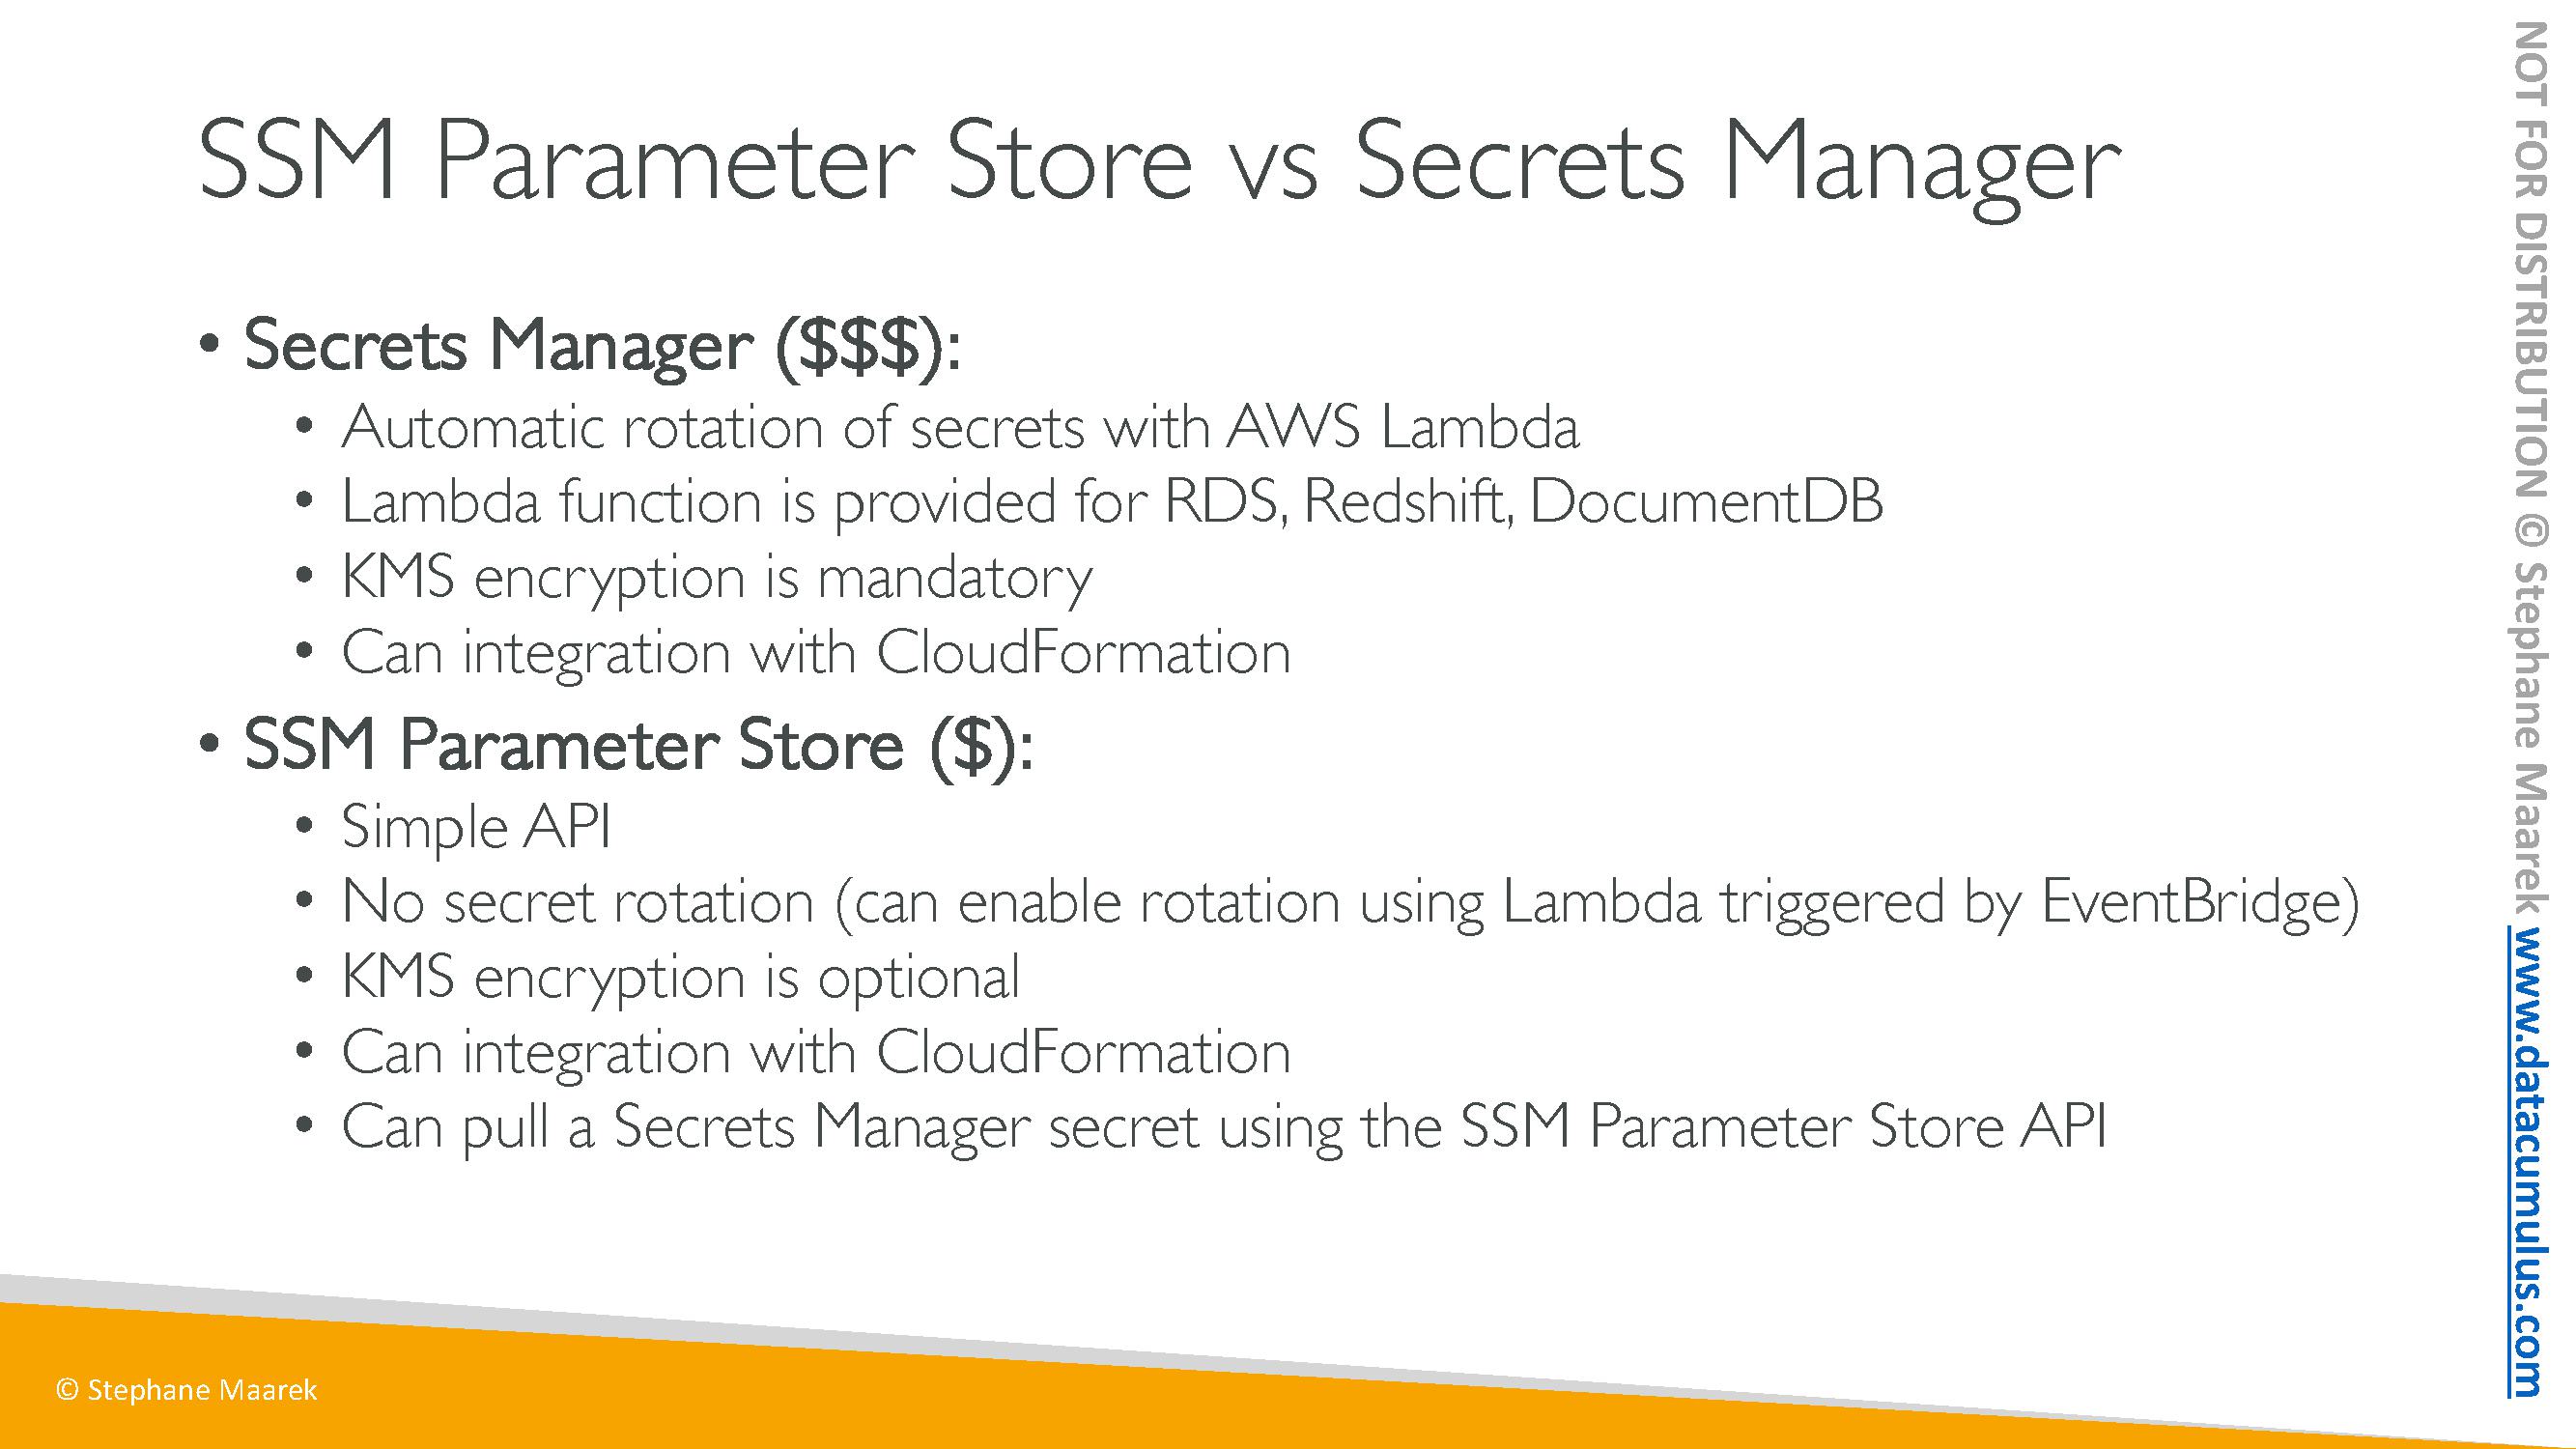 SSM Parameter Store vs Secrets Manager
• Secrets Manager ($$$):
• Automatic rotation of secrets with AWS Lambda
• Lambda function is provided for RDS, Redshift, DocumentDB
• KMS encryption is mandatory
• Can integration with CloudFormation
• SSM Parameter Store ($):
• Simple API
• No secret rotation (can enable rotation using Lambda triggered by EventBridge)
• KMS encryption is optional
• Can integration with CloudFormation
• Can pull a Secrets Manager secret using the SSM Parameter Store API
© Stephane Maarek
NOT FOR DISTRIBUTION © Stephane Maarek www.datacumulus.com